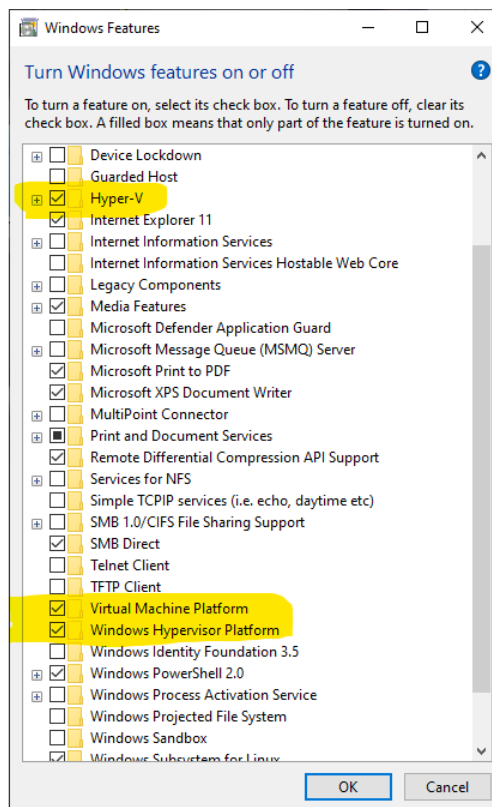 Windows Features
Turn Windows features on or off
To turn a feature on, select its check box. To turn a feature off, clear its
check box. A filled box means that only part of the feature is turned on.
Device Lockdown
Guarded Host
Hyper-V
Internet Explorer 11
Internet Information Services
Internet Information Services Hostable Web Core
Legacy Components
Media Features
Microsoft Defender Application Guard
Microsoft Message Queue (MSMQ) Server
Microsoft Print to PDF
Microsoft XPS Document Writer
MultiPoint Connector
Print and Document Services
Remote Differential Compression API Support
Services for NFS
Simple TCPIP services (i.e. echo, daytime etc)
SMB 1.0/CIFS File Sharing Support
SMB Direct
Telnet Client
TFTP Client
Virtual Machine Platform
Windows Hypervisor Platform
Windows Identity Foundation 3.5
Windows PowerShell 2.0
Windows Process Activation Service
Windows Projected File System
Windows Sandbox
Windows Subsystem for Linux
OK Cancel